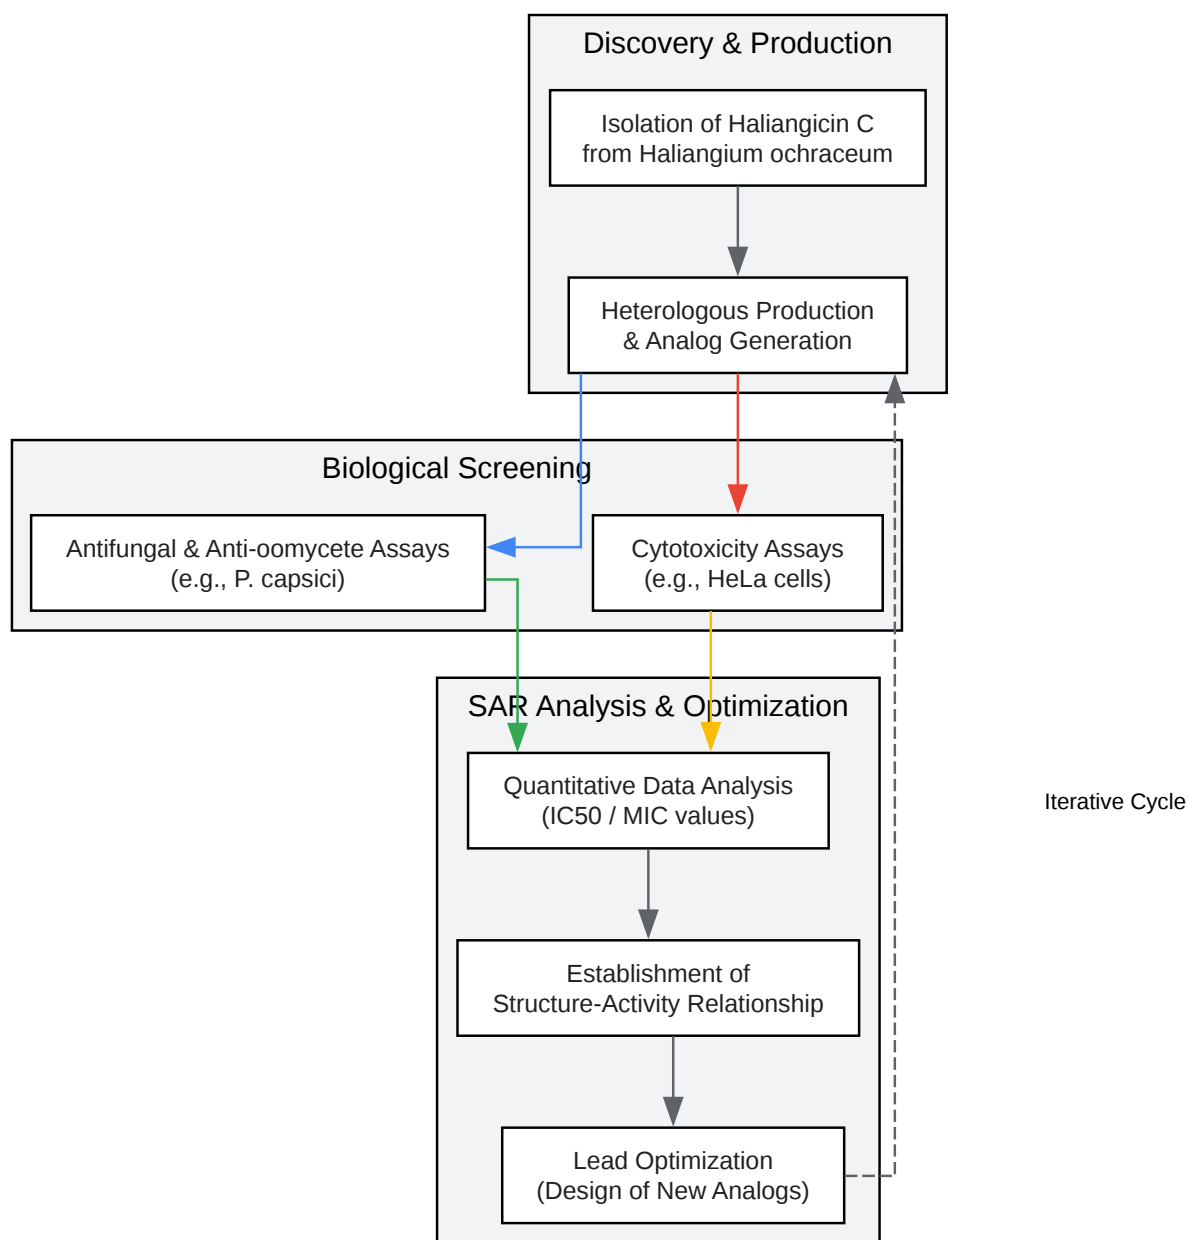 Discovery & Production
Isolation of Haliangicin C
from Haliangium ochraceum
Heterologous Production
& Analog Generation
Biological Screening
Antifungal & Anti-oomycete Assays
(e.g., P. capsici)
Cytotoxicity Assays
(e.g., HeLa cells)
SAR Analysis & Optimization
Quantitative Data Analysis
(IC50 / MIC values)
Iterative Cycle
Establishment of
Structure-Activity Relationship
Lead Optimization
(Design of New Analogs)